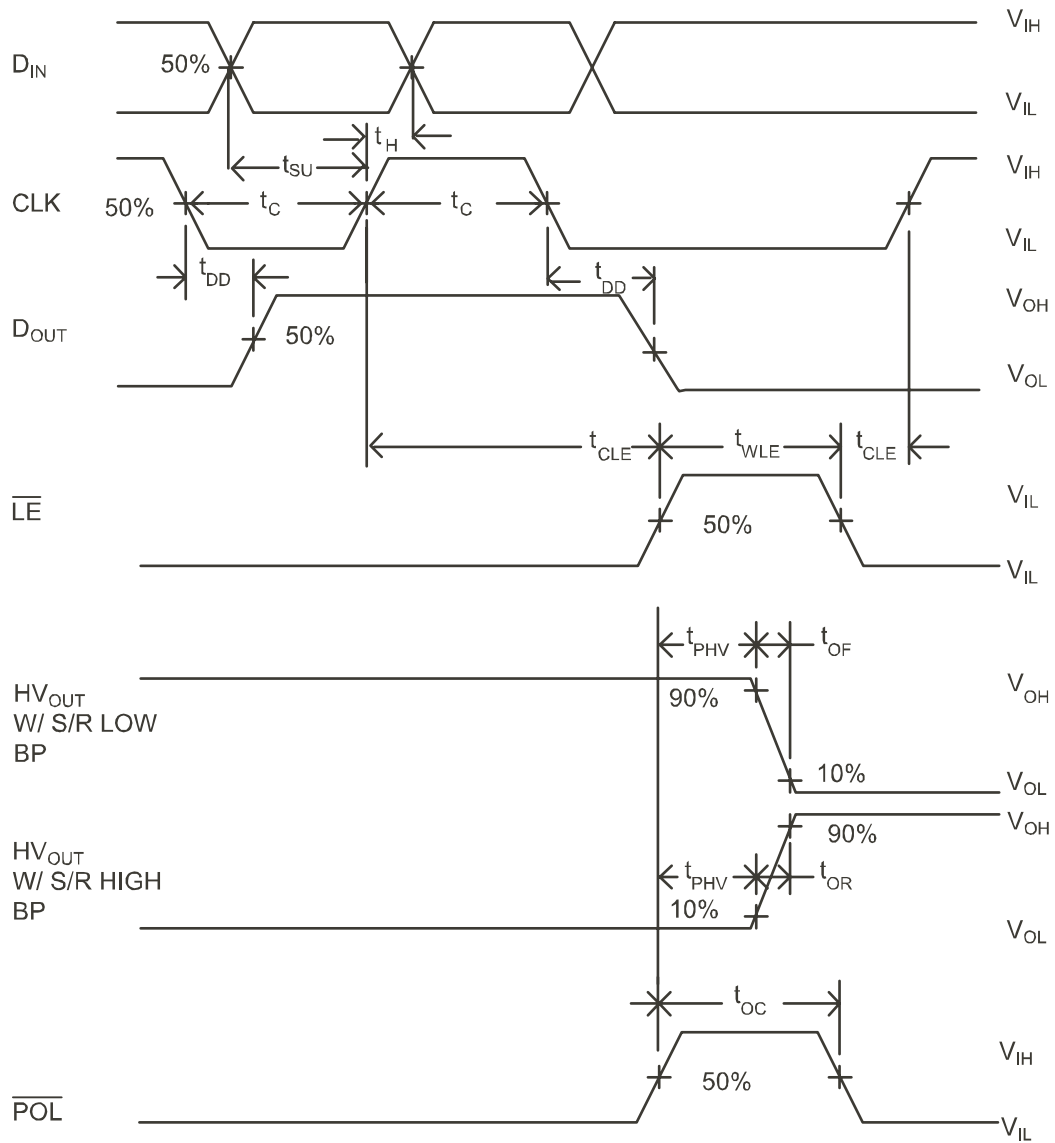 V_IH
D_IN 50%
V_IL
t_H
t_SU
V_IH
CLK 50% t_C t_C
V_IL
t_DD t_DD
V_OH
D_OUT 50%
V_OL
t_CLE t_WLE t_CLE
L̅E̅ V_IL
50%
V_IL
t_PHV t_OF
HV_OUT 90% V_OH
W/ S/R LOW
BP 10%
V_OL
V_OH
90%
HV_OUT
W/ S/R HIGH t_PHV t_OR
BP 10%
V_OL
t_OC
V_IH
50%
P̅O̅L̅
V_IL